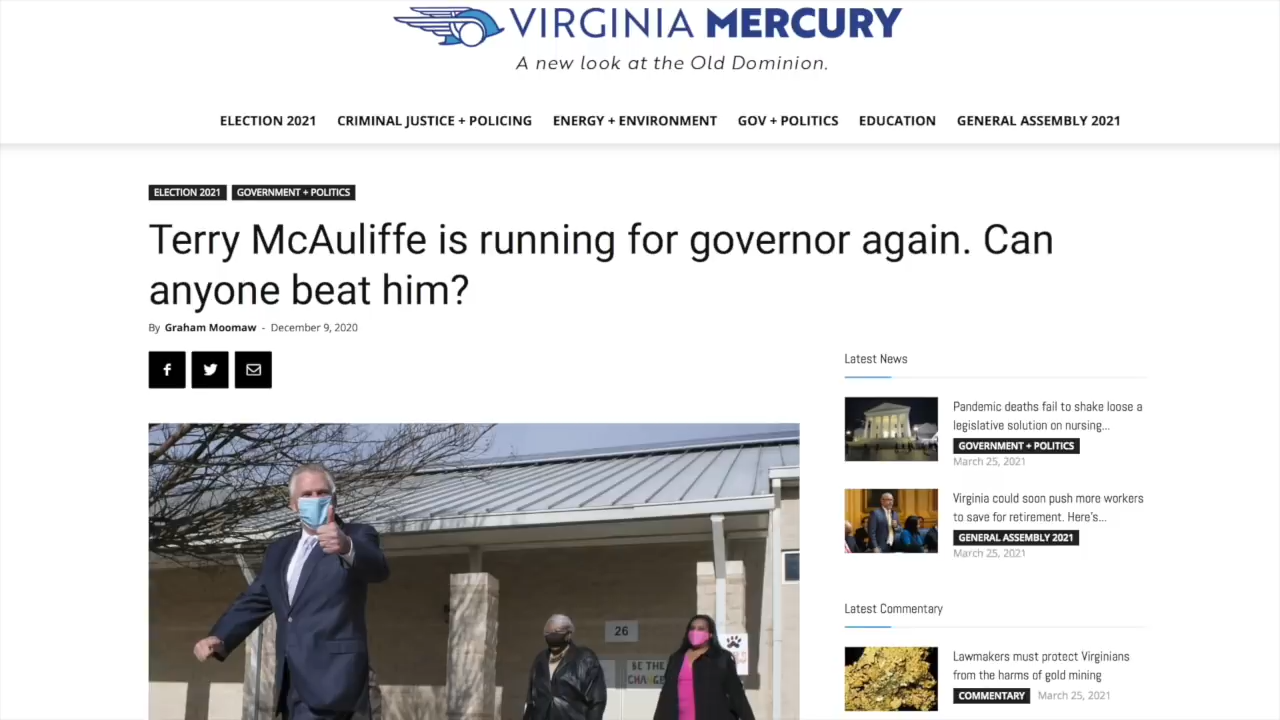 VIRGINIA MERCURY
A new look at the Old Dominion.
ELECTION 2021 CRIMINAL JUSTICE + POLICING ENERGY + ENVIRONMENT GOV + POLITICS EDUCATION GENERAL ASSEMBLY 2021
ELECTION 2021 GOVERNMENT + POLITICS
Terry McAuliffe is running for governor again. Can
anyone beat him?
By Graham Moomaw - December 9, 2020
Latest News
Pandemic deaths fail to shake loose a
legislative solution on nursing...
GOVERNMENT + POLITICS
March 25, 2021
Virginia could soon push more workers
to save for retirement. Here's...
GENERAL ASSEMBLY 2021
March 25, 2021
Latest Commentary
Lawmakers must protect Virginians
from the harms of gold mining
COMMENTARY March 25, 2021
26
BE THE
CHANGE